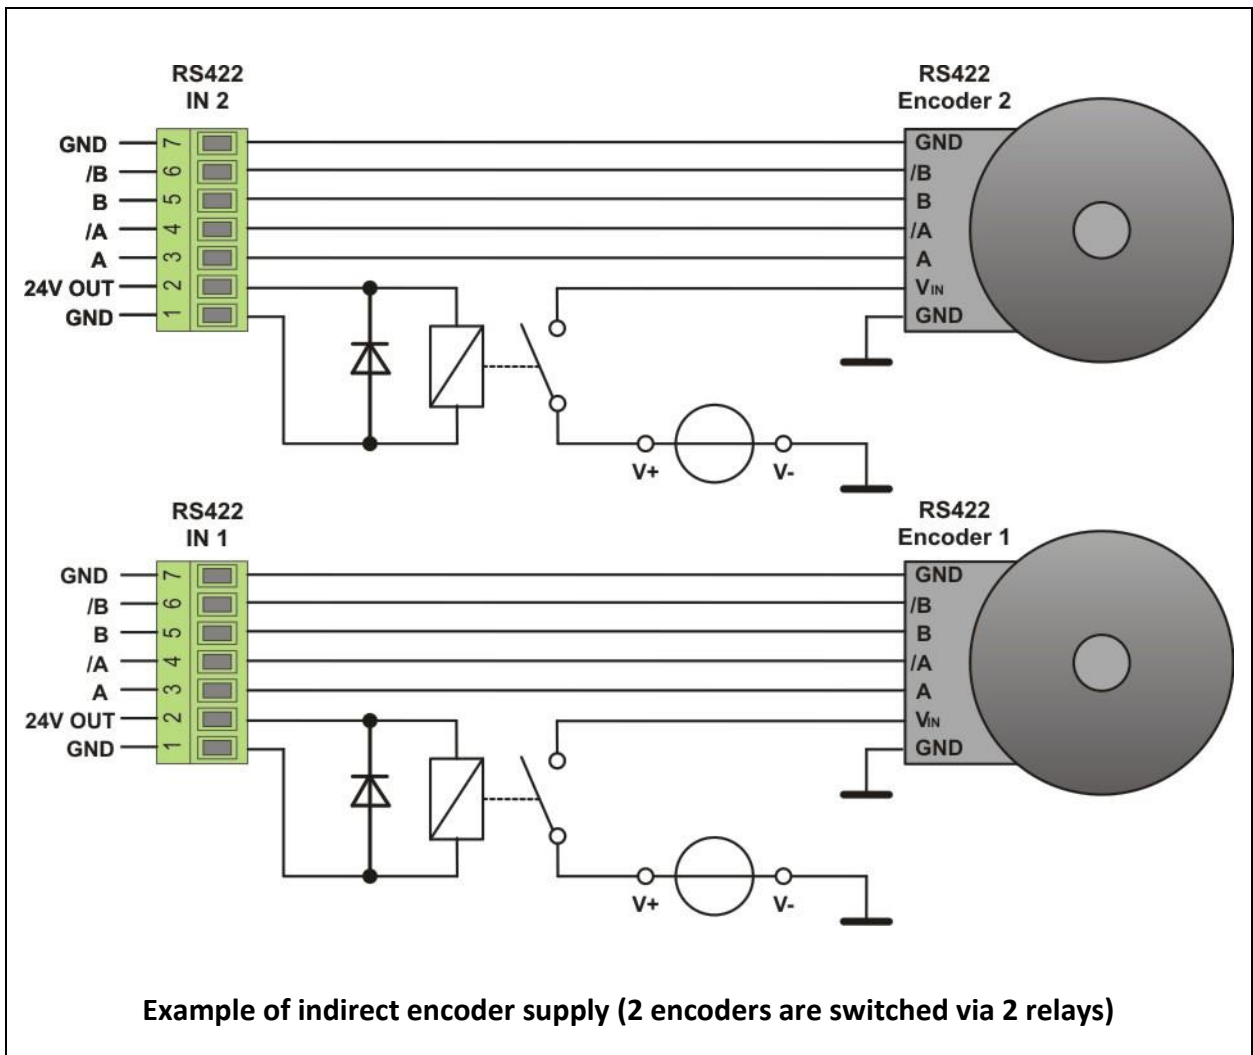 RS422
IN 2
RS422
Encoder 2
GND 7 GND
/B 6 /B
B 5 B
/A 4 /A
A 3 A
24V OUT 2 VIN
GND 1 GND
V+ V-
RS422
IN 1
RS422
Encoder 1
GND 7 GND
/B 6 /B
B 5 B
/A 4 /A
A 3 A
24V OUT 2 VIN
GND 1 GND
V+ V-
Example of indirect encoder supply (2 encoders are switched via 2 relays)